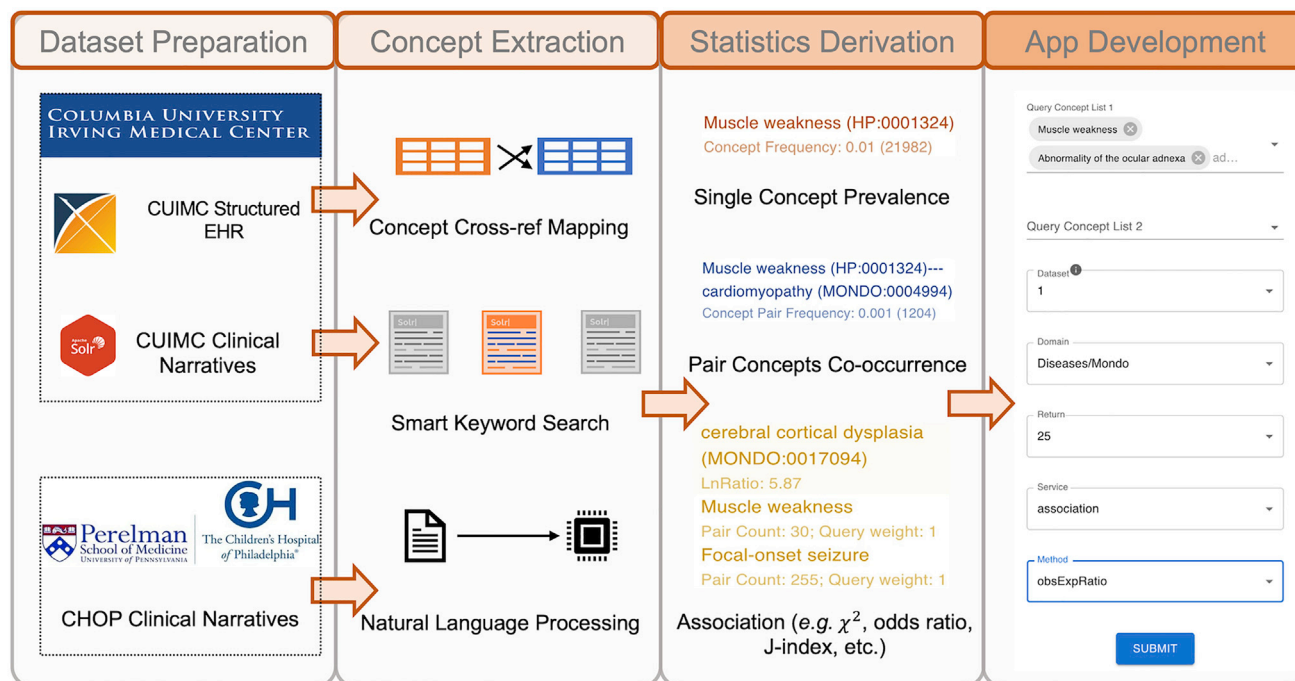 Dataset Preparation
COLUMBIA UNIVERSITY
IRVING MEDICAL CENTER
CUIMC Structured
EHR
Apache
Solr
CUIMC Clinical
Narratives
Perelman
School of Medicine
UNIVERSITY OF PENNSYLVANIA
CH
The Children's Hospital
of Philadelphia®
CHOP Clinical Narratives
Concept Extraction
Concept Cross-ref Mapping
Solr|
Solr|
Solr|
Smart Keyword Search
Natural Language Processing
Statistics Derivation
Muscle weakness (HP:0001324)
Concept Frequency: 0.01 (21982)
Single Concept Prevalence
Muscle weakness (HP:0001324)---
cardiomyopathy (MONDO:0004994)
Concept Pair Frequency: 0.001 (1204)
Pair Concepts Co-occurrence
cerebral cortical dysplasia
(MONDO:0017094)
LnRatio: 5.87
Muscle weakness
Pair Count: 30; Query weight: 1
Focal-onset seizure
Pair Count: 255; Query weight: 1
Association (e.g. χ², odds ratio,
J-index, etc.)
App Development
Query Concept List 1
Muscle weakness
Abnormality of the ocular adnexa ad...
Query Concept List 2
Dataset
1
Domain
Diseases/Mondo
Return
25
Service
association
Method
obsExpRatio
SUBMIT